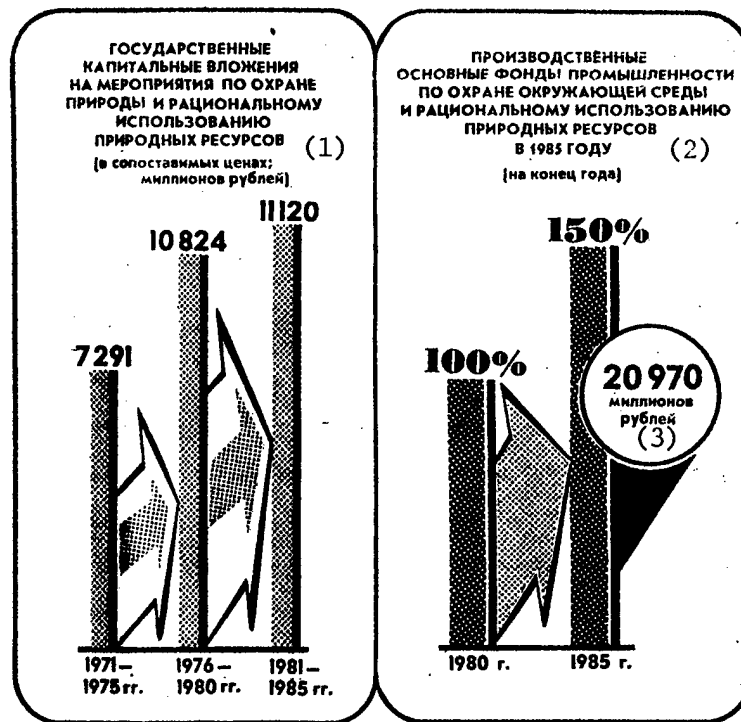 ГОСУДАРСТВЕННЫЕ
КАПИТАЛЬНЫЕ ВЛОЖЕНИЯ
НА МЕРОПРИЯТИЯ ПО ОХРАНЕ
ПРИРОДЫ И РАЦИОНАЛЬНОМУ
ИСПОЛЬЗОВАНИЮ
ПРИРОДНЫХ РЕСУРСОВ (1)
(в сопоставимых ценах;
миллионов рублей)
7291
10 824
11120
1971–
1975 гг.
1976 –
1980 гг.
1981–
1985 гг.
ПРОИЗВОДСТВЕННЫЕ
ОСНОВНЫЕ ФОНДЫ ПРОМЫШЛЕННОСТИ
ПО ОХРАНЕ ОКРУЖАЮЩЕЙ СРЕДЫ
И РАЦИОНАЛЬНОМУ ИСПОЛЬЗОВАНИЮ
ПРИРОДНЫХ РЕСУРСОВ
В 1985 ГОДУ (2)
(на конец года)
100%
150%
20 970
миллионов
рублей
(3)
1980 г.
1985 г.